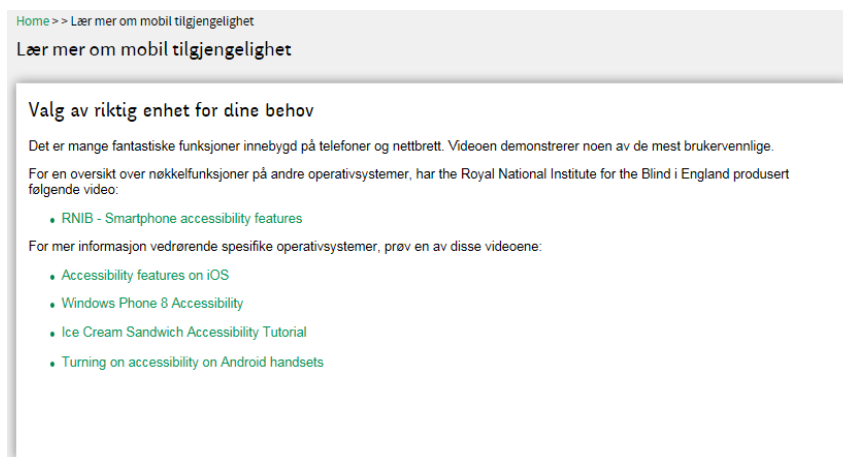 Home > > Lær mer om mobil tilgjengelighet
Lær mer om mobil tilgjengelighet
Valg av riktig enhet for dine behov
Det er mange fantastiske funksjoner innebygd på telefoner og nettbrett. Videoen demonstrerer noen av de mest brukervennlige.
For en oversikt over nøkkelfunksjoner på andre operativsystemer, har the Royal National Institute for the Blind i England produsert
følgende video:
• RNIB - Smartphone accessibility features
For mer informasjon vedrørende spesifike operativsystemer, prøv en av disse videoene:
• Accessibility features on iOS
• Windows Phone 8 Accessibility
• Ice Cream Sandwich Accessibility Tutorial
• Turning on accessibility on Android handsets